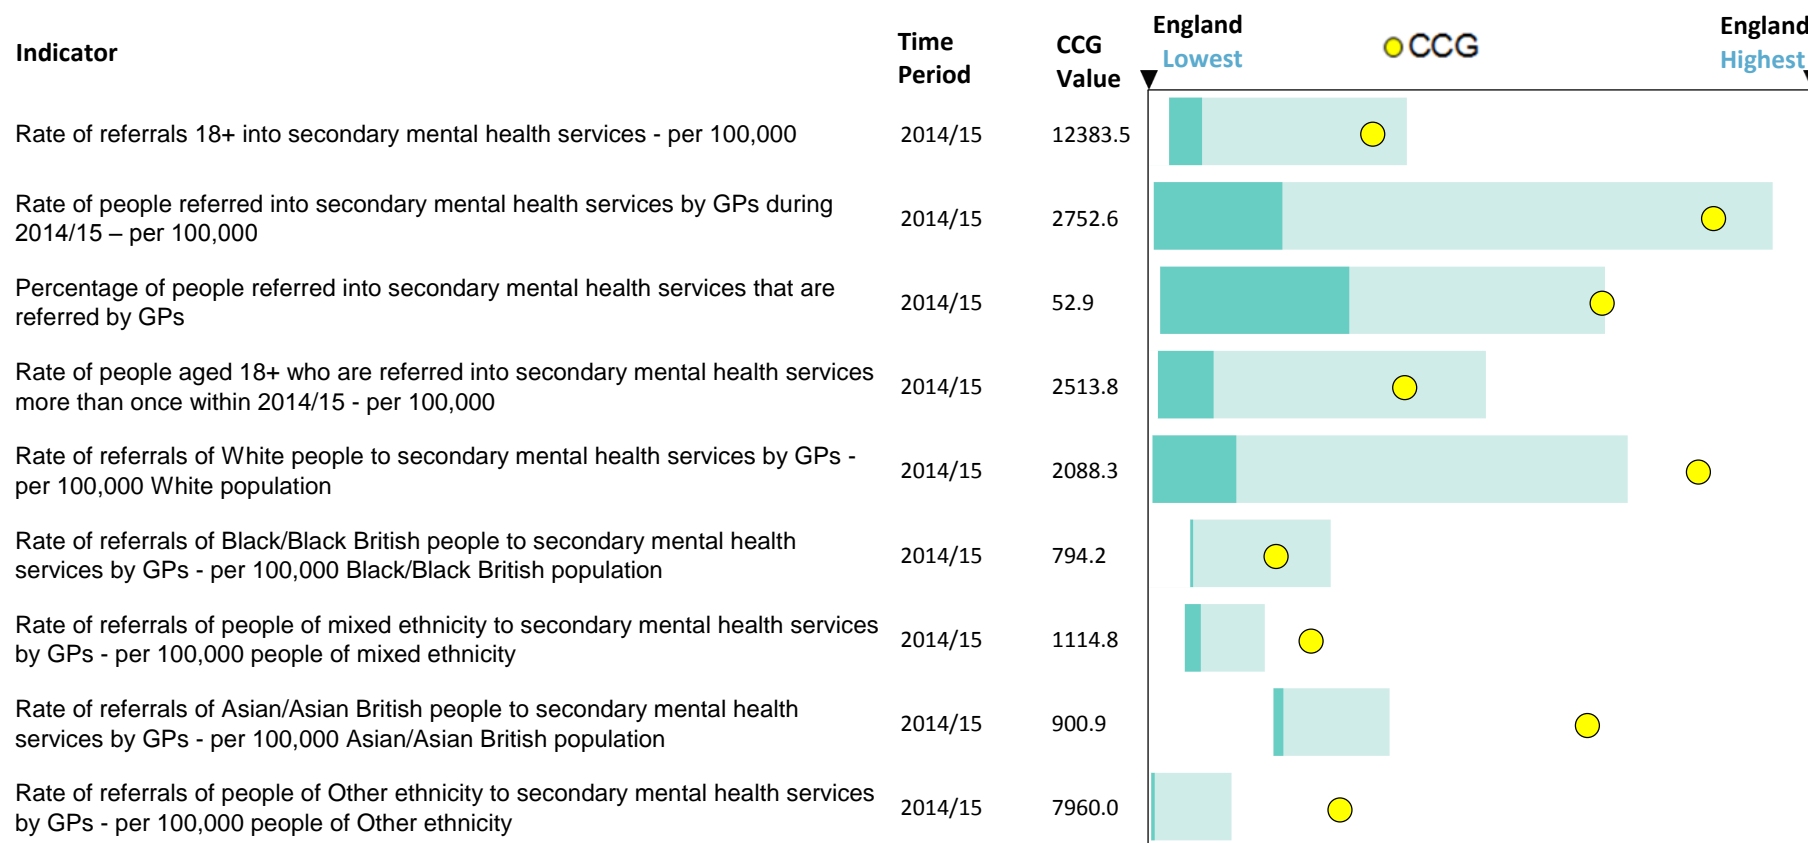 Indicator
Time
Period
CCG
Value
England
Lowest
CCG
England
Highest
Rate of referrals 18+ into secondary mental health services - per 100,000
2014/15
12383.5
Rate of people referred into secondary mental health services by GPs during
2014/15 – per 100,000
2014/15
2752.6
Percentage of people referred into secondary mental health services that are
referred by GPs
2014/15
52.9
Rate of people aged 18+ who are referred into secondary mental health services
more than once within 2014/15 - per 100,000
2014/15
2513.8
Rate of referrals of White people to secondary mental health services by GPs -
per 100,000 White population
2014/15
2088.3
Rate of referrals of Black/Black British people to secondary mental health
services by GPs - per 100,000 Black/Black British population
2014/15
794.2
Rate of referrals of people of mixed ethnicity to secondary mental health services
by GPs - per 100,000 people of mixed ethnicity
2014/15
1114.8
Rate of referrals of Asian/Asian British people to secondary mental health
services by GPs - per 100,000 Asian/Asian British population
2014/15
900.9
Rate of referrals of people of Other ethnicity to secondary mental health services
by GPs - per 100,000 people of Other ethnicity
2014/15
7960.0